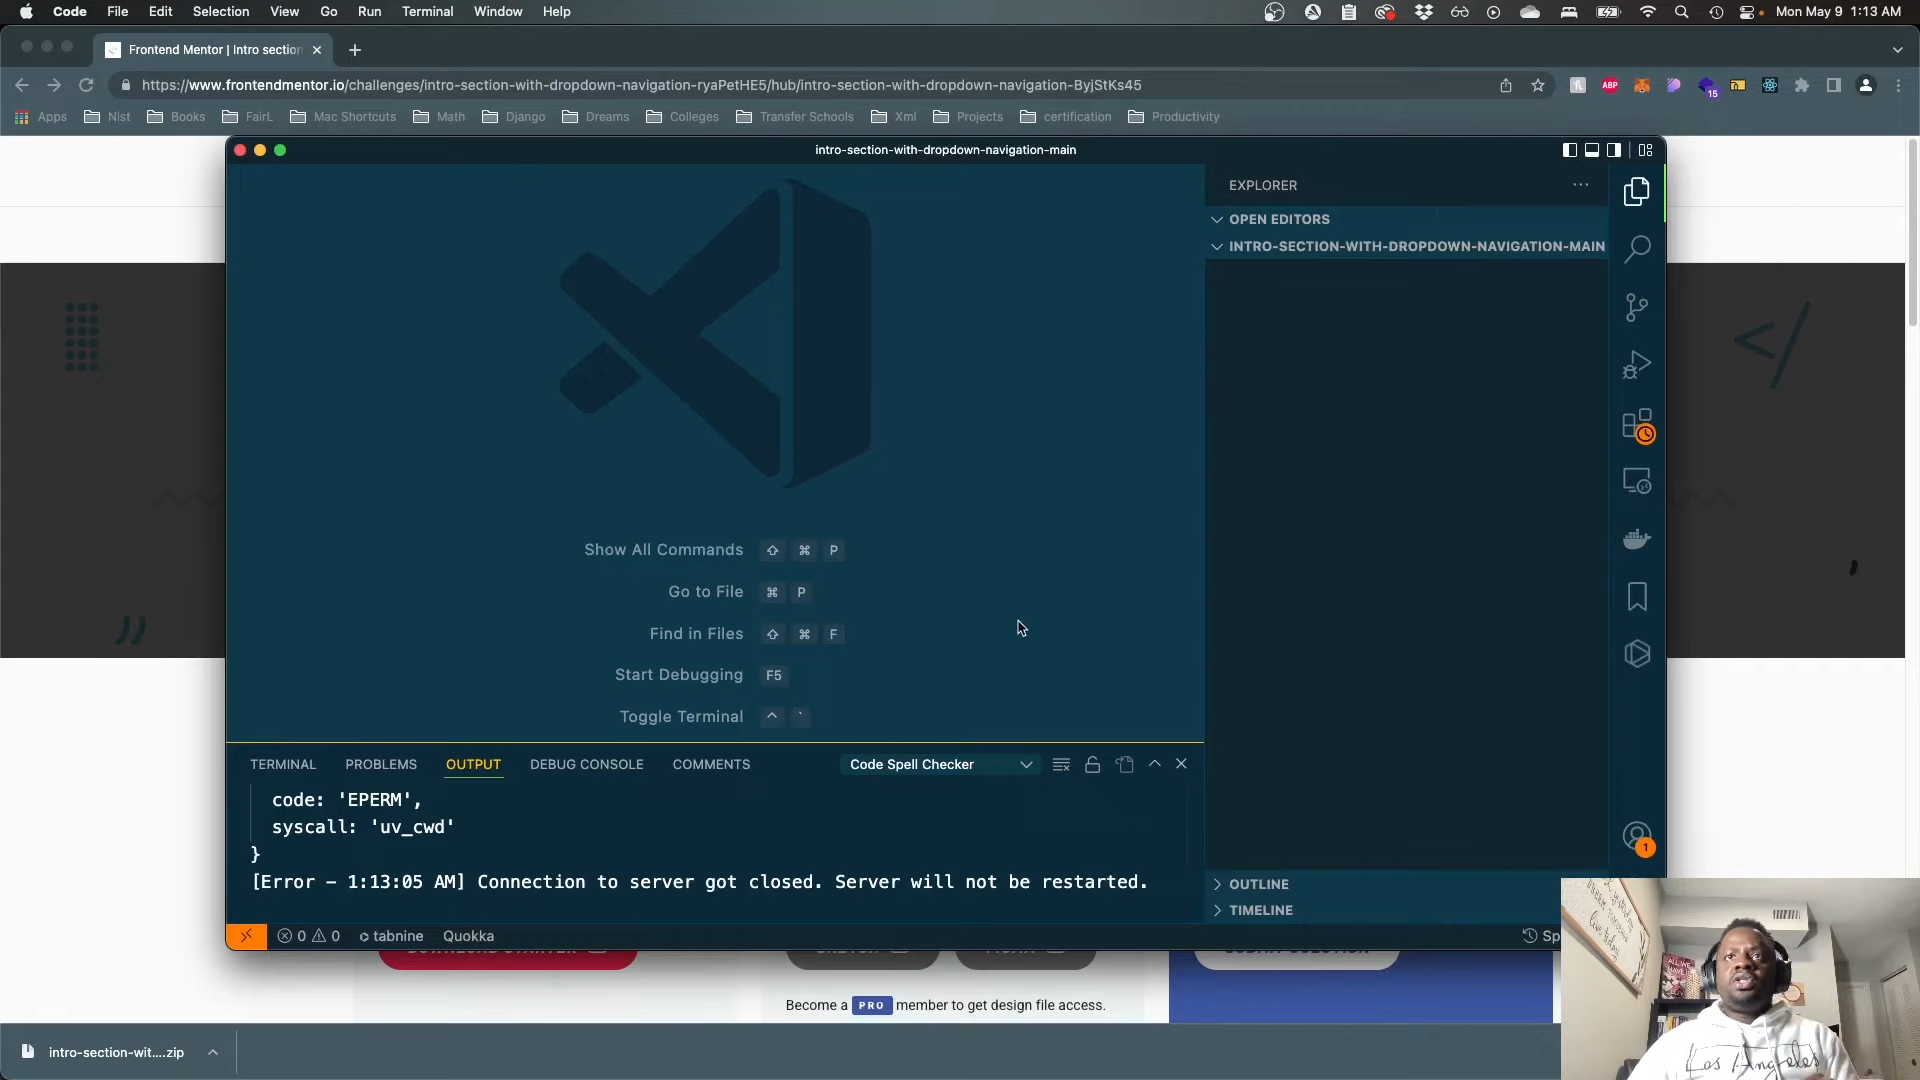 Code File Edit Selection View Go Run Terminal Window Help
Mon May 9 1:13 AM
Frontend Mentor | Intro section
https://www.frontendmentor.io/challenges/intro-section-with-dropdown-navigation-ryaPetHE5/hub/intro-section-with-dropdown-navigation-ByjStKs45
ABP
15
Apps Nist Books FairL Mac Shortcuts Math Django Dreams Colleges Transfer Schools Xml Projects certification Productivity
intro-section-with-dropdown-navigation-main
EXPLORER
OPEN EDITORS
INTRO-SECTION-WITH-DROPDOWN-NAVIGATION-MAIN
Show All Commands ⇧ ⌘ P
Go to File ⌘ P
Find in Files ⇧ ⌘ F
Start Debugging F5
Toggle Terminal ^ `
TERMINAL PROBLEMS OUTPUT DEBUG CONSOLE COMMENTS
Code Spell Checker
code: 'EPERM',
syscall: 'uv_cwd'
}
[Error - 1:13:05 AM] Connection to server got closed. Server will not be restarted.
1
OUTLINE
TIMELINE
0 0 tabnine Quokka
Sp
Become a PRO member to get design file access.
intro-section-wit....zip
Los Angeles